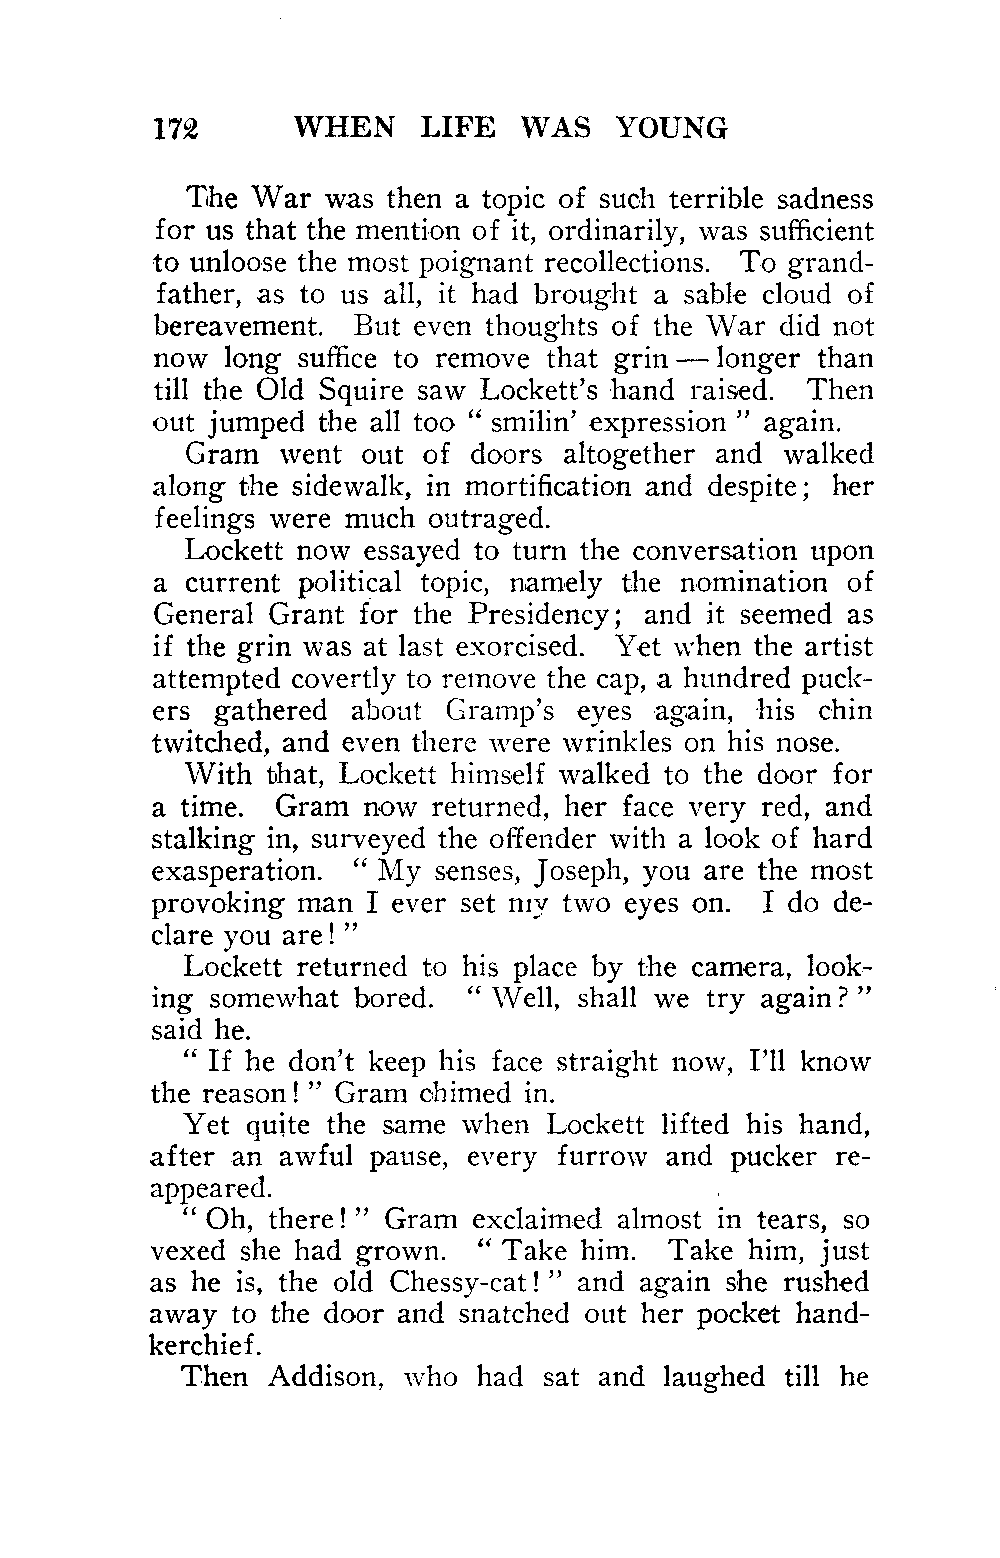 172 WHEN LIFE WAS YOUNG
The War was then a topic of such terrible sadness
for us that the mention of it, ordinarily, was sufficient
to unloose the most poignant recollections. To grand-
father, as to us all, it had brought a sable cloud of
bereavement. But even thoughts of the War did not
now long suffice to remove that grin — longer than
till the Old Squire saw Lockett's hand raised. Then
out jumped the all too “ smilin' expression ” again.
Gram went out of doors altogether and walked
along the sidewalk, in mortification and despite; her
feelings were much outraged.
Lockett now essayed to turn the conversation upon
a current political topic, namely the nomination of
General Grant for the Presidency; and it seemed as
if the grin was at last exorcised. Yet when the artist
attempted covertly to remove the cap, a hundred puck-
ers gathered about Gramp's eyes again, his chin
twitched, and even there were wrinkles on his nose.
With that, Lockett himself walked to the door for
a time. Gram now returned, her face very red, and
stalking in, surveyed the offender with a look of hard
exasperation. “ My senses, Joseph, you are the most
provoking man I ever set my two eyes on. I do de-
clare you are! ”
Lockett returned to his place by the camera, look-
ing somewhat bored. “ Well, shall we try again? ”
said he.
“ If he don't keep his face straight now, I'll know
the reason! ” Gram chimed in.
Yet quite the same when Lockett lifted his hand,
after an awful pause, every furrow and pucker re-
appeared.
“ Oh, there! ” Gram exclaimed almost in tears, so
vexed she had grown. “ Take him. Take him, just
as he is, the old Chessy-cat! ” and again she rushed
away to the door and snatched out her pocket hand-
kerchief.
Then Addison, who had sat and laughed till he